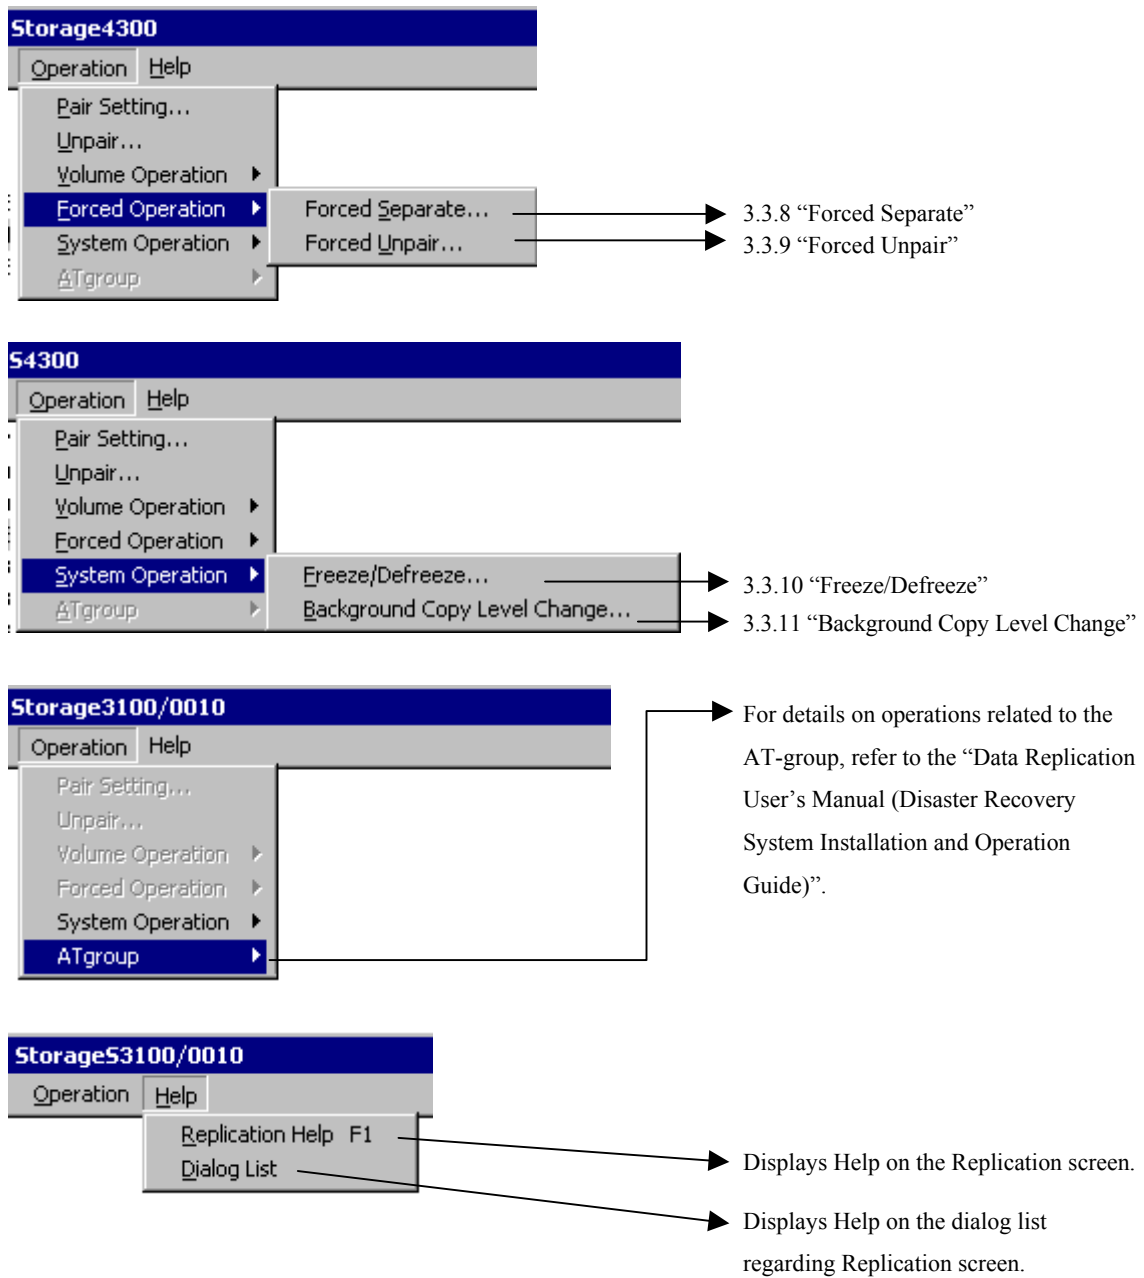 Storage4300
Operation Help
Pair Setting...
Unpair...
Volume Operation
Forced Operation
Forced Separate...
3.3.8 “Forced Separate”
System Operation
Forced Unpair...
3.3.9 “Forced Unpair”
ATgroup
S4300
Operation Help
Pair Setting...
Unpair...
Volume Operation
Forced Operation
System Operation
Freeze/Defreeze...
3.3.10 “Freeze/Defreeze”
ATgroup
Background Copy Level Change...
3.3.11 “Background Copy Level Change”
Storage3100/0010
Operation Help
Pair Setting...
Unpair...
Volume Operation
Forced Operation
System Operation
ATgroup
For details on operations related to the
AT-group, refer to the “Data Replication
User’s Manual (Disaster Recovery
System Installation and Operation
Guide)”.
StorageS3100/0010
Operation Help
Replication Help F1
Dialog List
Displays Help on the Replication screen.
Displays Help on the dialog list
regarding Replication screen.